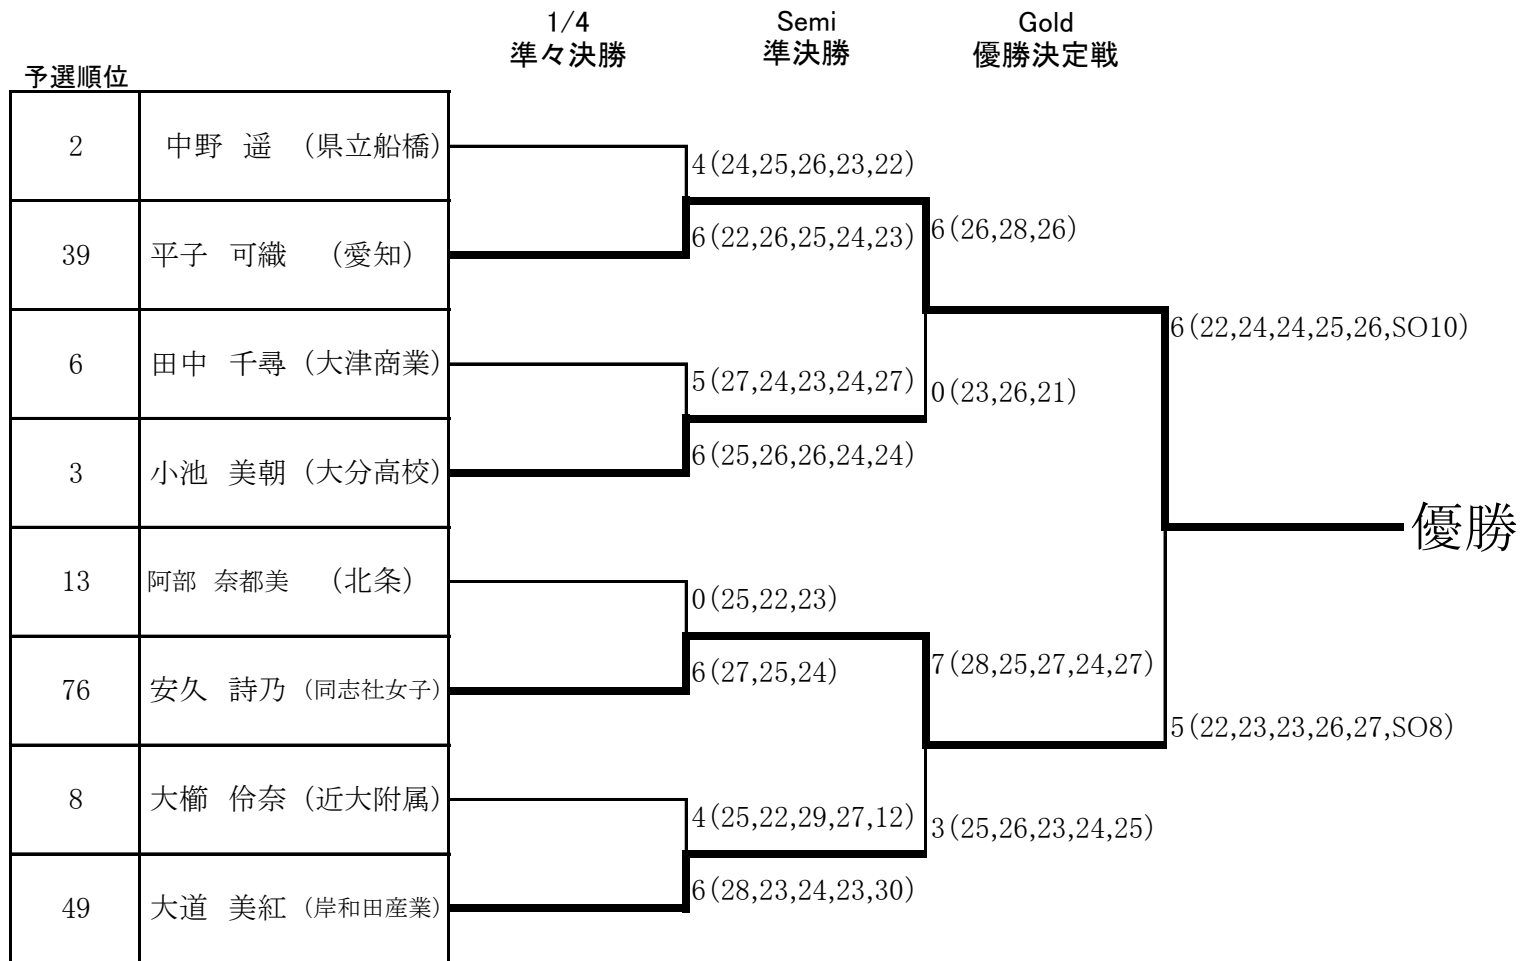 1/4 Semi Gold
準々決勝 準決勝 優勝決定戦
予選順位
2 中野 遥 (県立船橋)
4(24,25,26,23,22)
39 平子 可織 (愛知)
6(22,26,25,24,23)
6(26,28,26)
6 田中 千尋 (大津商業)
5(27,24,23,24,27)
0(23,26,21)
6(22,24,24,25,26,SO10)
3 小池 美朝 (大分高校)
6(25,26,26,24,24)
優勝
13 阿部 奈都美 (北条)
0(25,22,23)
76 安久 詩乃 (同志社女子)
6(27,25,24)
7(28,25,27,24,27)
5(22,23,23,26,27,SO8)
8 大櫛 伶奈 (近大附属)
4(25,22,29,27,12)
3(25,26,23,24,25)
49 大道 美紅 (岸和田産業)
6(28,23,24,23,30)